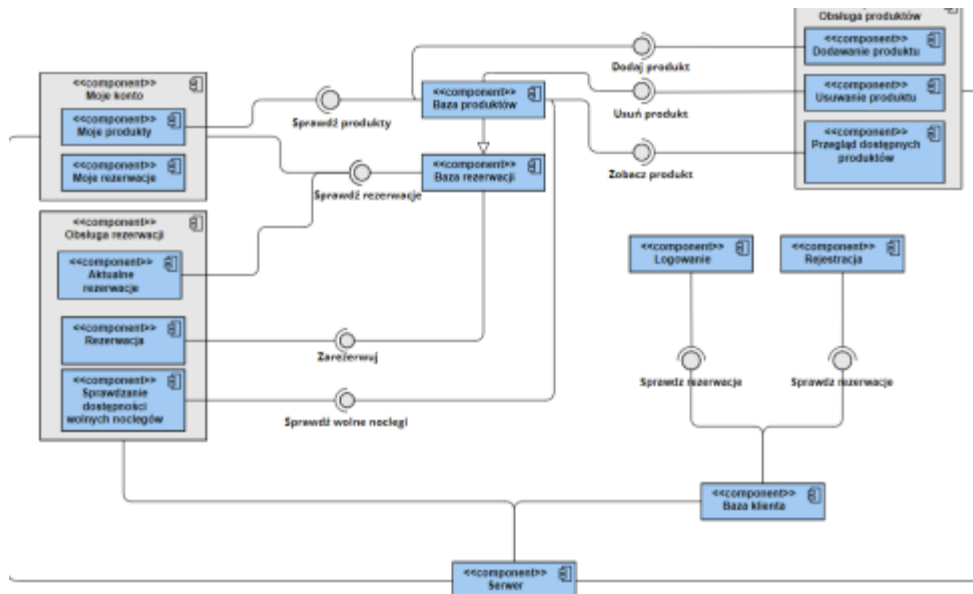 Obsługa produktów
<<component>>
Dodawanie produktu
<<component>>
Usuwanie produktu
<<component>>
Przegląd dostępnych
produktów
Dodaj produkt
Usuń produkt
Zobacz produkt
<<component>>
Moje konto
<<component>>
Moje produkty
<<component>>
Moje rezerwacje
Sprawdź produkty
Sprawdź rezerwacje
<<component>>
Baza produktów
<<component>>
Baza rezerwacji
<<component>>
Obsługa rezerwacji
<<component>>
Aktualne
rezerwacje
<<component>>
Rezerwacja
<<component>>
Sprawdzanie
dostępności
wolnych noclegów
Zarezerwuj
Sprawdź wolne noclegi
<<component>>
Logowanie
<<component>>
Rejestracja
Sprawdz rezerwacje
Sprawdz rezerwacje
<<component>>
Baza klienta
<<component>>
Serwer